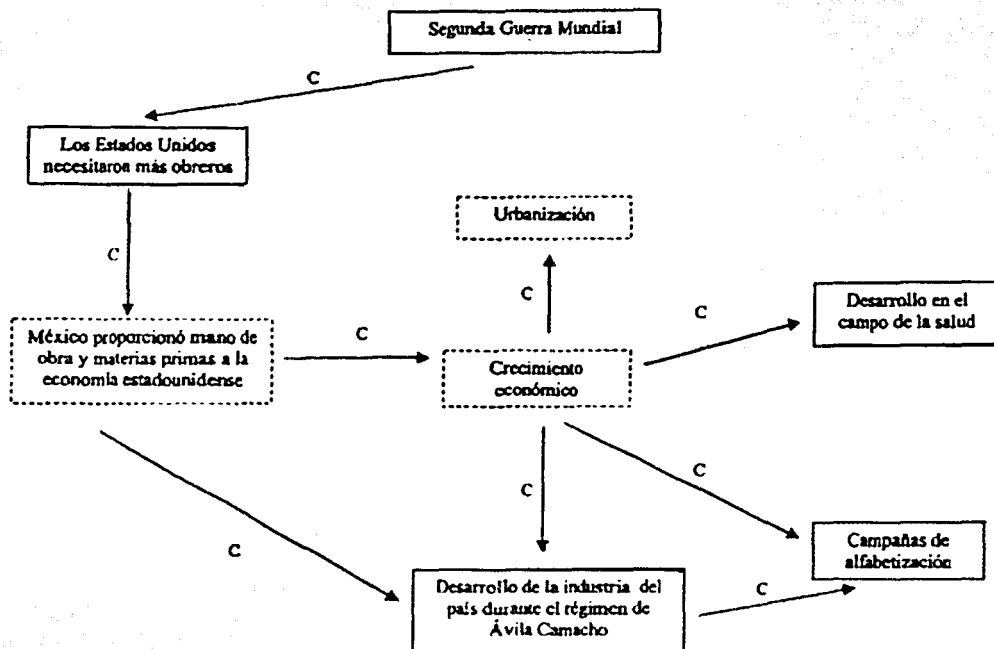 Segunda Guerra Mundial
C
Los Estados Unidos
necesitaron más obreros
C
Urbanización
C
México proporcionó mano de
obra y materias primas a la
economía estadounidense
C
Crecimiento
económico
C
Desarrollo en el
campo de la salud
C
C
C
Campañas de
alfabetización
Desarrollo de la industria del
país durante el régimen de
Ávila Camacho
C